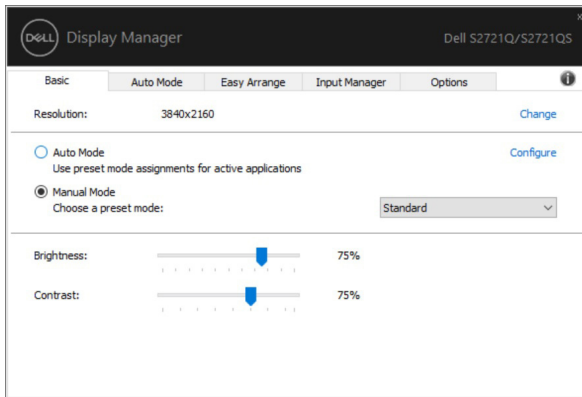 DELL Display Manager
Dell S2721Q/S2721QS
Basic Auto Mode Easy Arrange Input Manager Options
Resolution: 3840x2160 Change
Auto Mode Configure
Use preset mode assignments for active applications
Manual Mode
Choose a preset mode: Standard
Brightness: 75%
Contrast: 75%